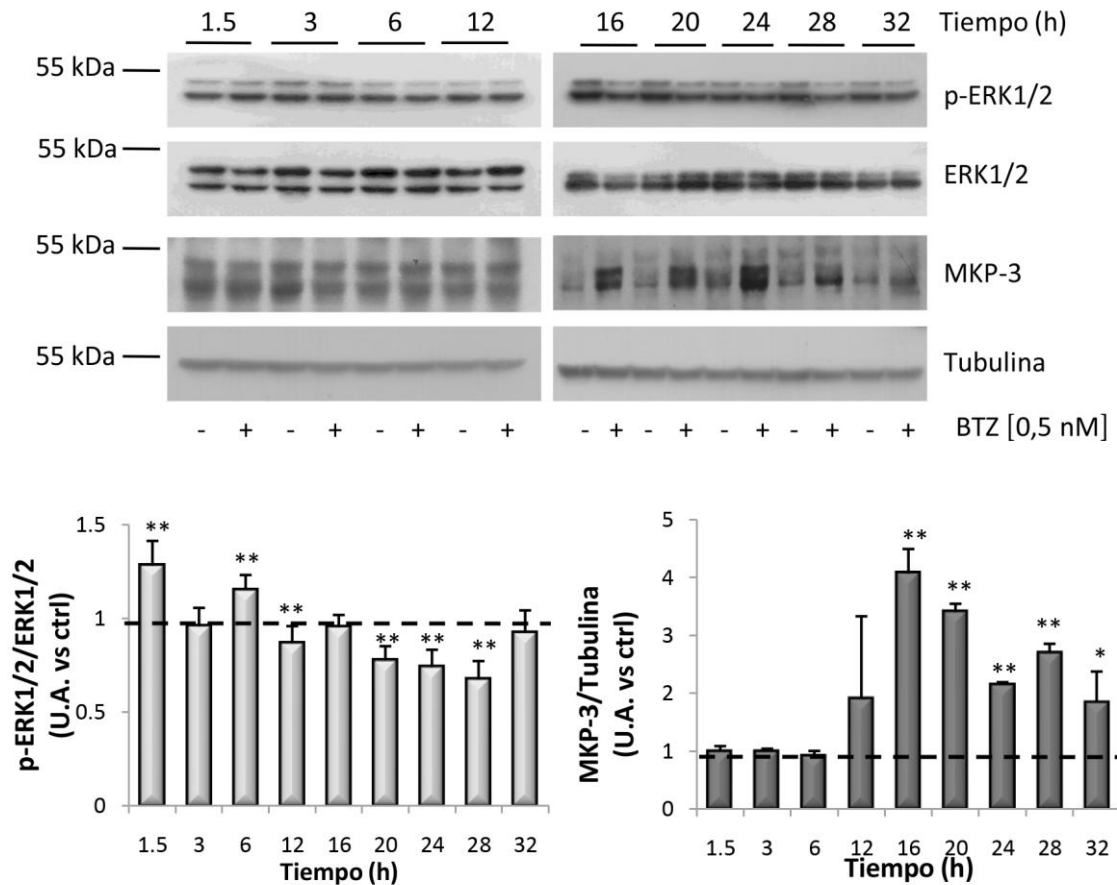 1.5 3 6 12 16 20 24 28 32 Tiempo (h)
55 kDa
p-ERK1/2
55 kDa
ERK1/2
55 kDa
MKP-3
55 kDa
Tubulina
- + - + - + - + - + - + - + - + - + BTZ [0,5 nM]
p-ERK1/2/ERK1/2
(U.A. vs ctrl)
1.5
1
0.5
0
** ** ** ** ** **
1.5 3 6 12 16 20 24 28 32
Tiempo (h)
MKP-3/Tubulina
(U.A. vs ctrl)
5
4
3
2
1
0
** ** ** ** *
1.5 3 6 12 16 20 24 28 32
Tiempo (h)